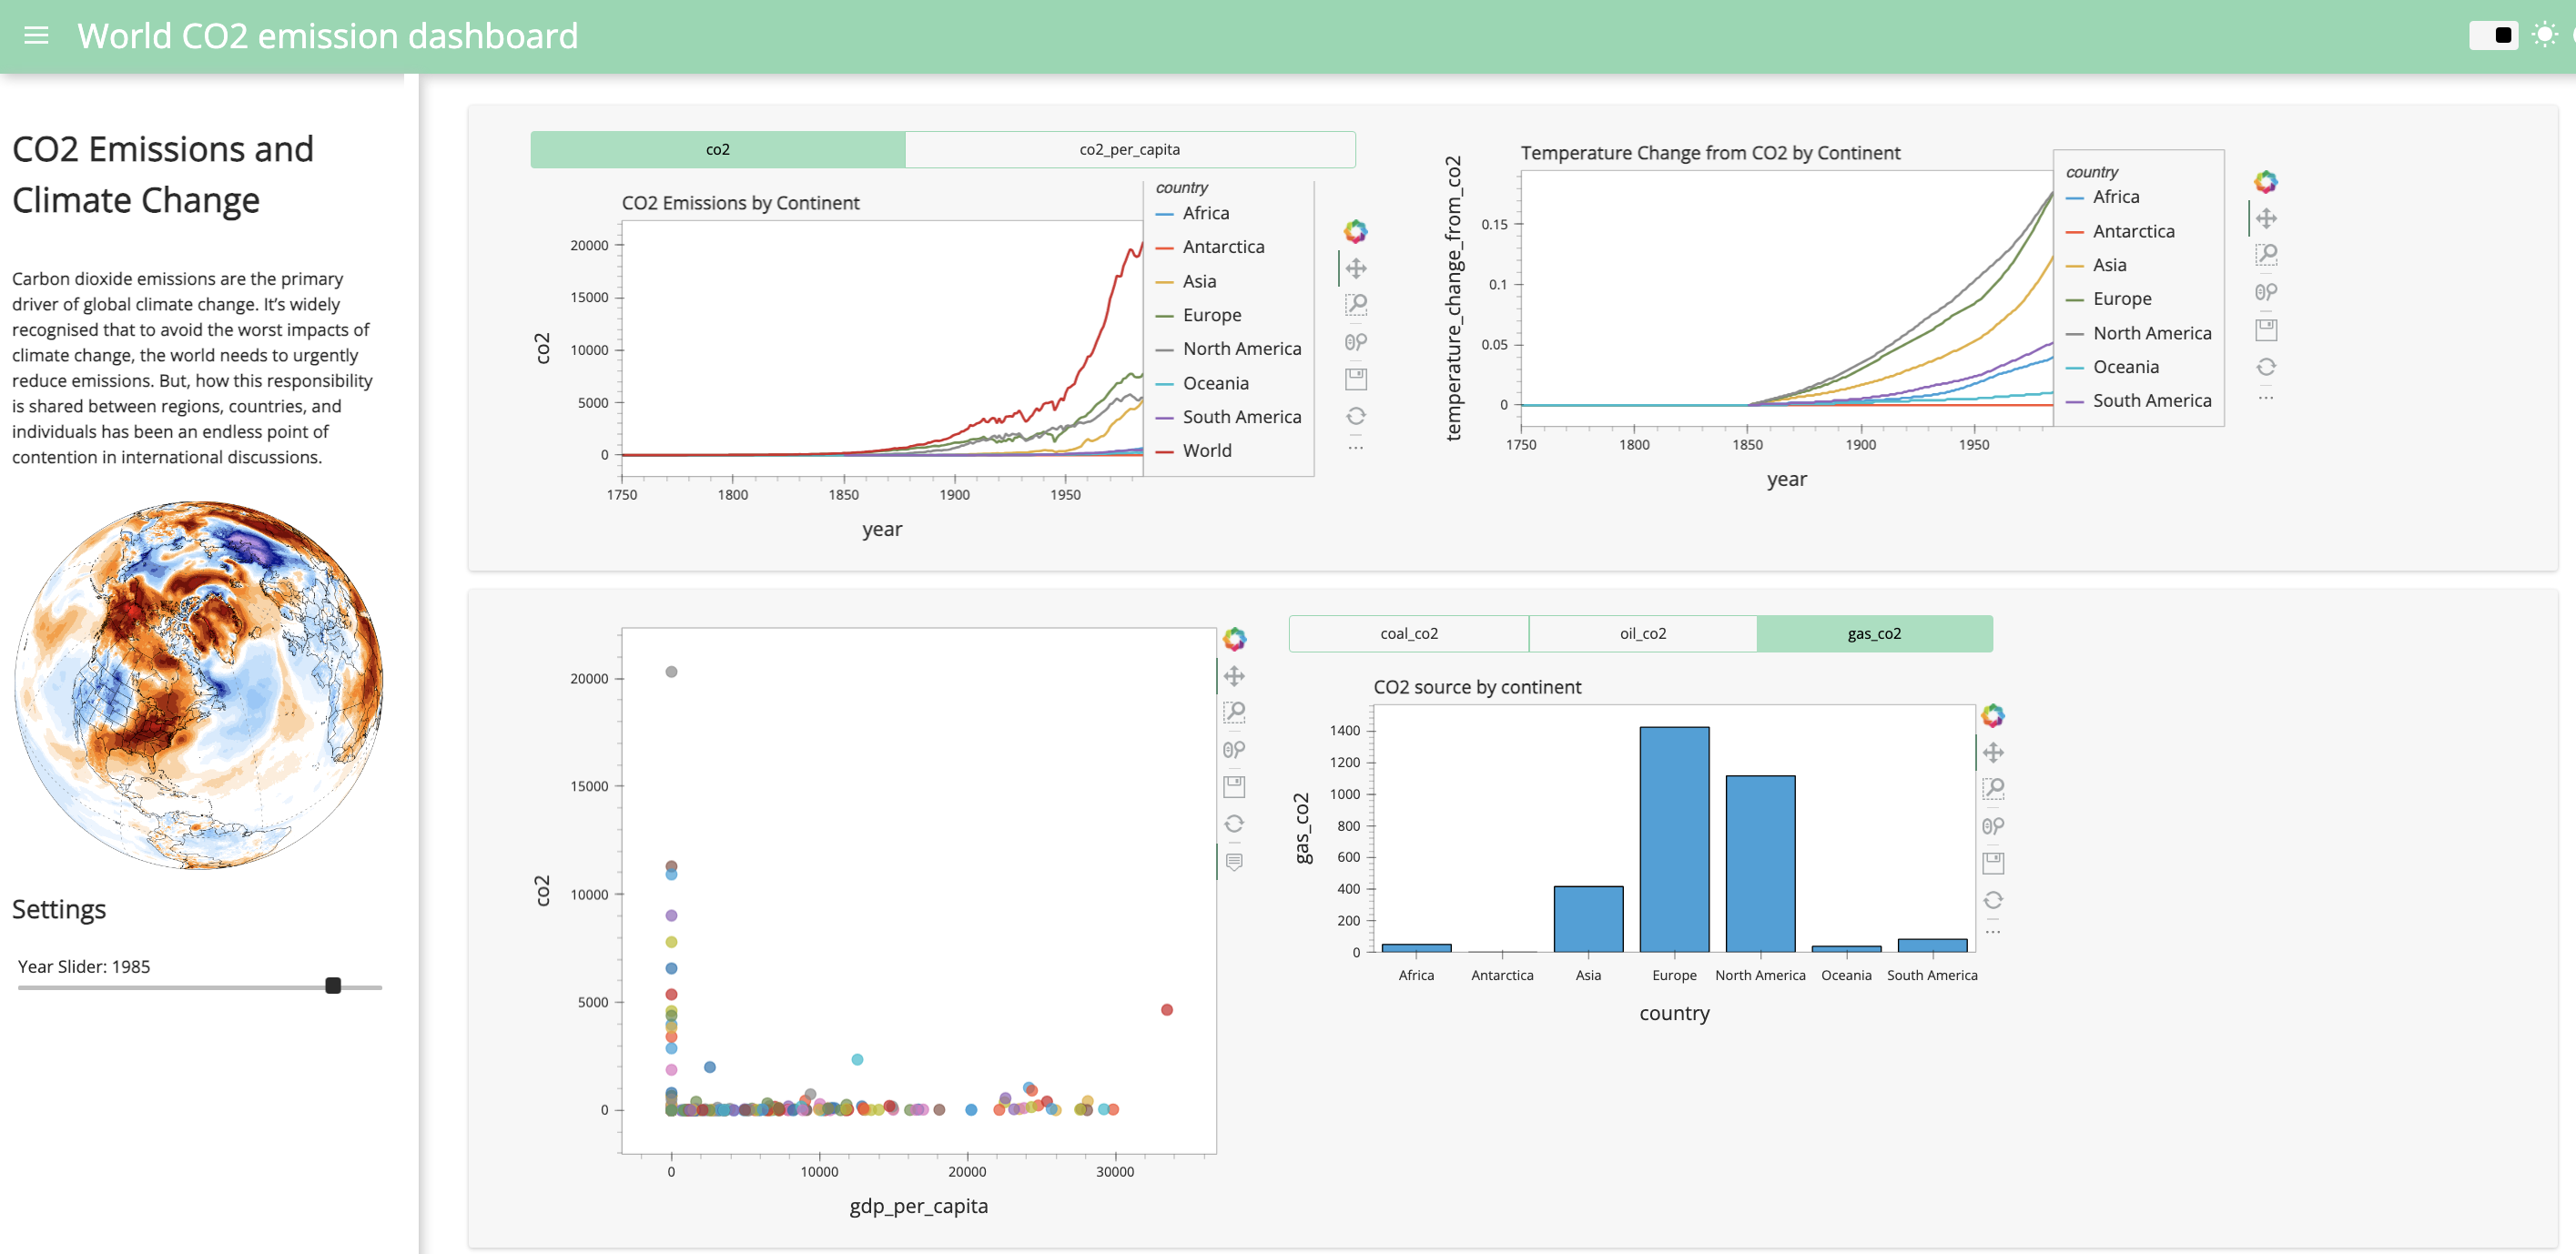 World CO2 emission dashboard
CO2 Emissions and
Climate Change
Carbon dioxide emissions are the primary
driver of global climate change. It’s widely
recognised that to avoid the worst impacts of
climate change, the world needs to urgently
reduce emissions. But, how this responsibility
is shared between regions, countries, and
individuals has been an endless point of
contention in international discussions.
Settings
Year Slider: 1985
co2
co2_per_capita
CO2 Emissions by Continent
co2
20000
15000
10000
5000
0
1750
1800
1850
1900
1950
year
country
Africa
Antarctica
Asia
Europe
North America
Oceania
South America
World
Temperature Change from CO2 by Continent
temperature_change_from_co2
0.15
0.1
0.05
0
1750
1800
1850
1900
1950
year
country
Africa
Antarctica
Asia
Europe
North America
Oceania
South America
co2
20000
15000
10000
5000
0
0
10000
20000
30000
gdp_per_capita
coal_co2
oil_co2
gas_co2
CO2 source by continent
gas_co2
1400
1200
1000
800
600
400
200
0
Africa
Antarctica
Asia
Europe
North America
Oceania
South America
country